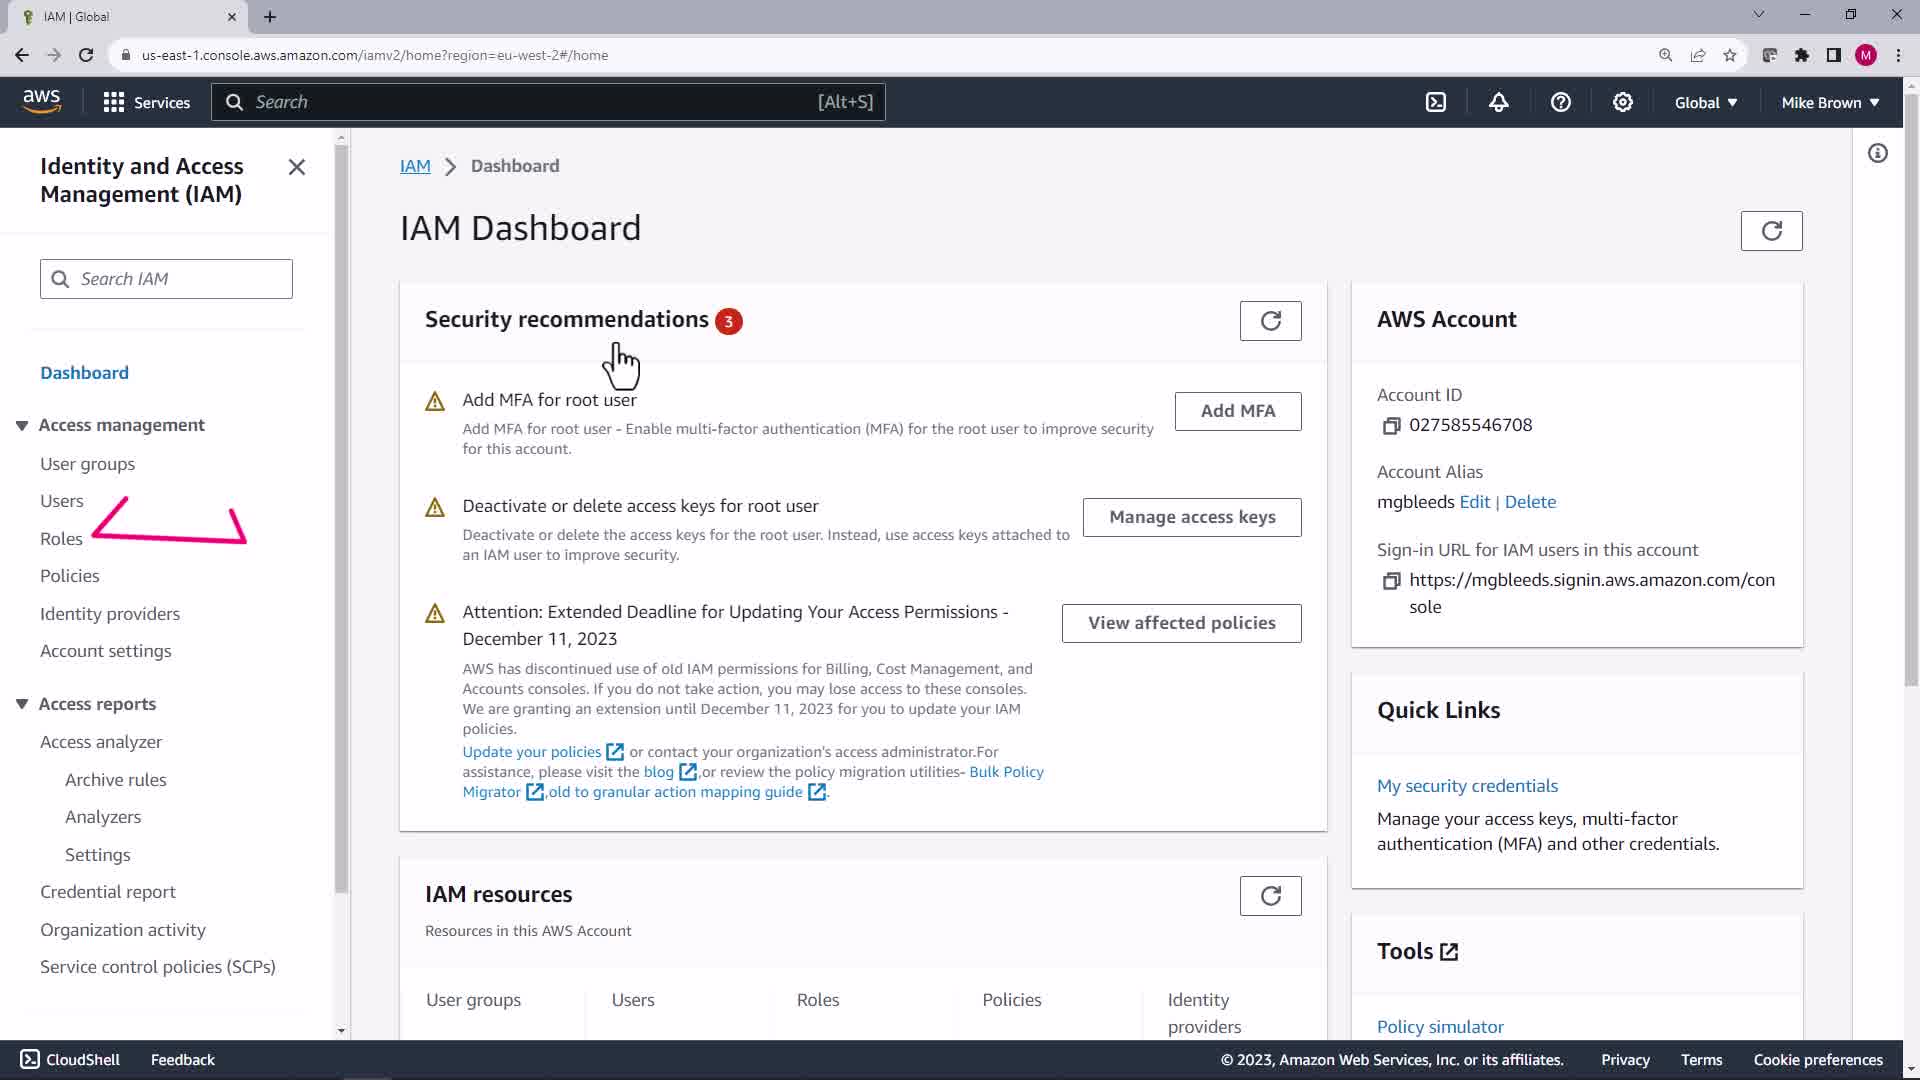 IAM | Global
us-east-1.console.aws.amazon.com/iamv2/home?region=eu-west-2#/home
M
aws
Services
Search
[Alt+S]
Global
Mike Brown
Identity and Access
Management (IAM)
Search IAM
Dashboard
Access management
User groups
Users
Roles
Policies
Identity providers
Account settings
Access reports
Access analyzer
Archive rules
Analyzers
Settings
Credential report
Organization activity
Service control policies (SCPs)
IAM
Dashboard
IAM Dashboard
Security recommendations 3
Add MFA for root user
Add MFA for root user - Enable multi-factor authentication (MFA) for the root user to improve security
for this account.
Add MFA
Deactivate or delete access keys for root user
Deactivate or delete the access keys for the root user. Instead, use access keys attached to
an IAM user to improve security.
Manage access keys
Attention: Extended Deadline for Updating Your Access Permissions -
December 11, 2023
AWS has discontinued use of old IAM permissions for Billing, Cost Management, and
Accounts consoles. If you do not take action, you may lose access to these consoles.
We are granting an extension until December 11, 2023 for you to update your IAM
policies.
Update your policies or contact your organization's access administrator.For
assistance, please visit the blog ,or review the policy migration utilities- Bulk Policy
Migrator ,old to granular action mapping guide .
View affected policies
IAM resources
Resources in this AWS Account
User groups
Users
Roles
Policies
Identity
providers
AWS Account
Account ID
027585546708
Account Alias
mgbleeds Edit | Delete
Sign-in URL for IAM users in this account
https://mgbleeds.signin.aws.amazon.com/con
sole
Quick Links
My security credentials
Manage your access keys, multi-factor
authentication (MFA) and other credentials.
Tools
Policy simulator
CloudShell
Feedback
© 2023, Amazon Web Services, Inc. or its affiliates.
Privacy
Terms
Cookie preferences